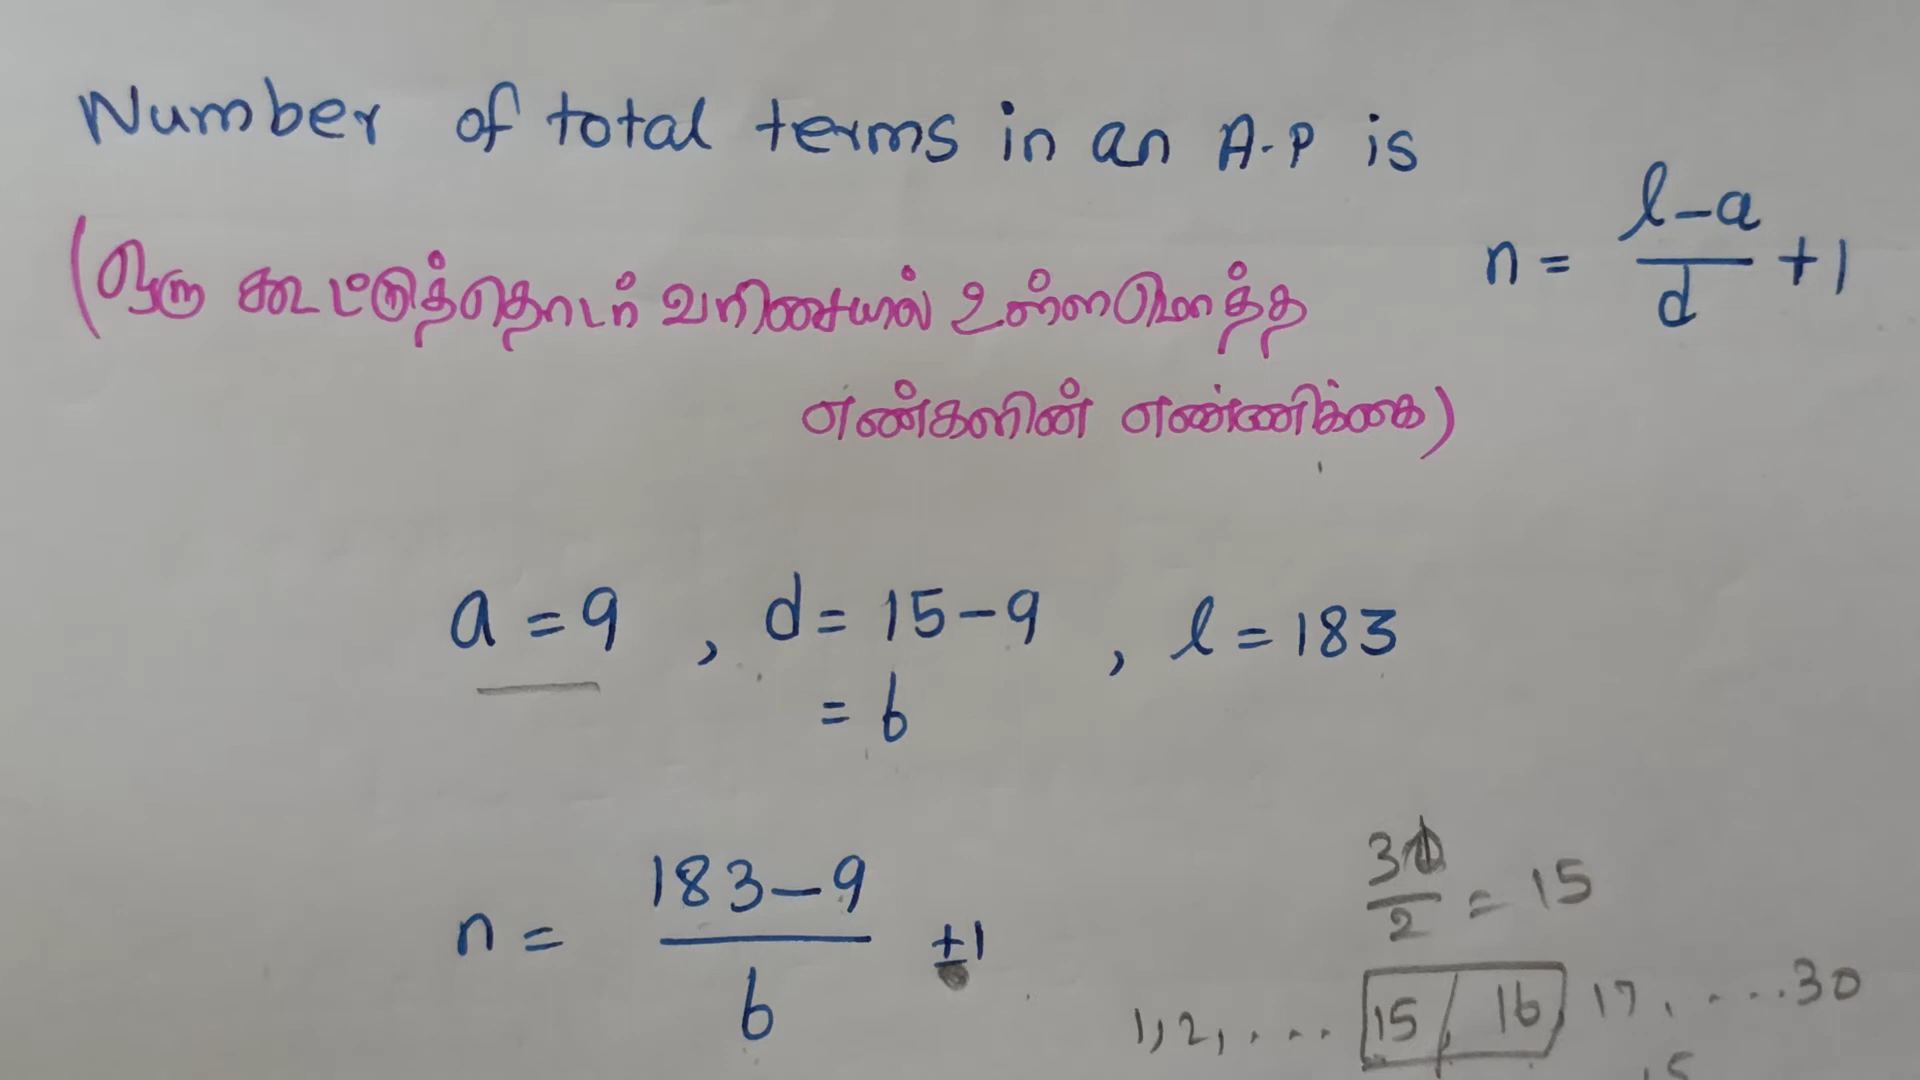 Number of total terms in an A.P is
n = l-a/d +1
(ஒரு கூட்டுத்தொடர் வரிசையில் உள்ள மொத்த
எண்களின் எண்ணிக்கை)
a = 9 , d = 15-9 , l = 183
= 6
n = 183-9/6 +1
30/2 = 15
1,2, ... 15, 16, 17, ....30